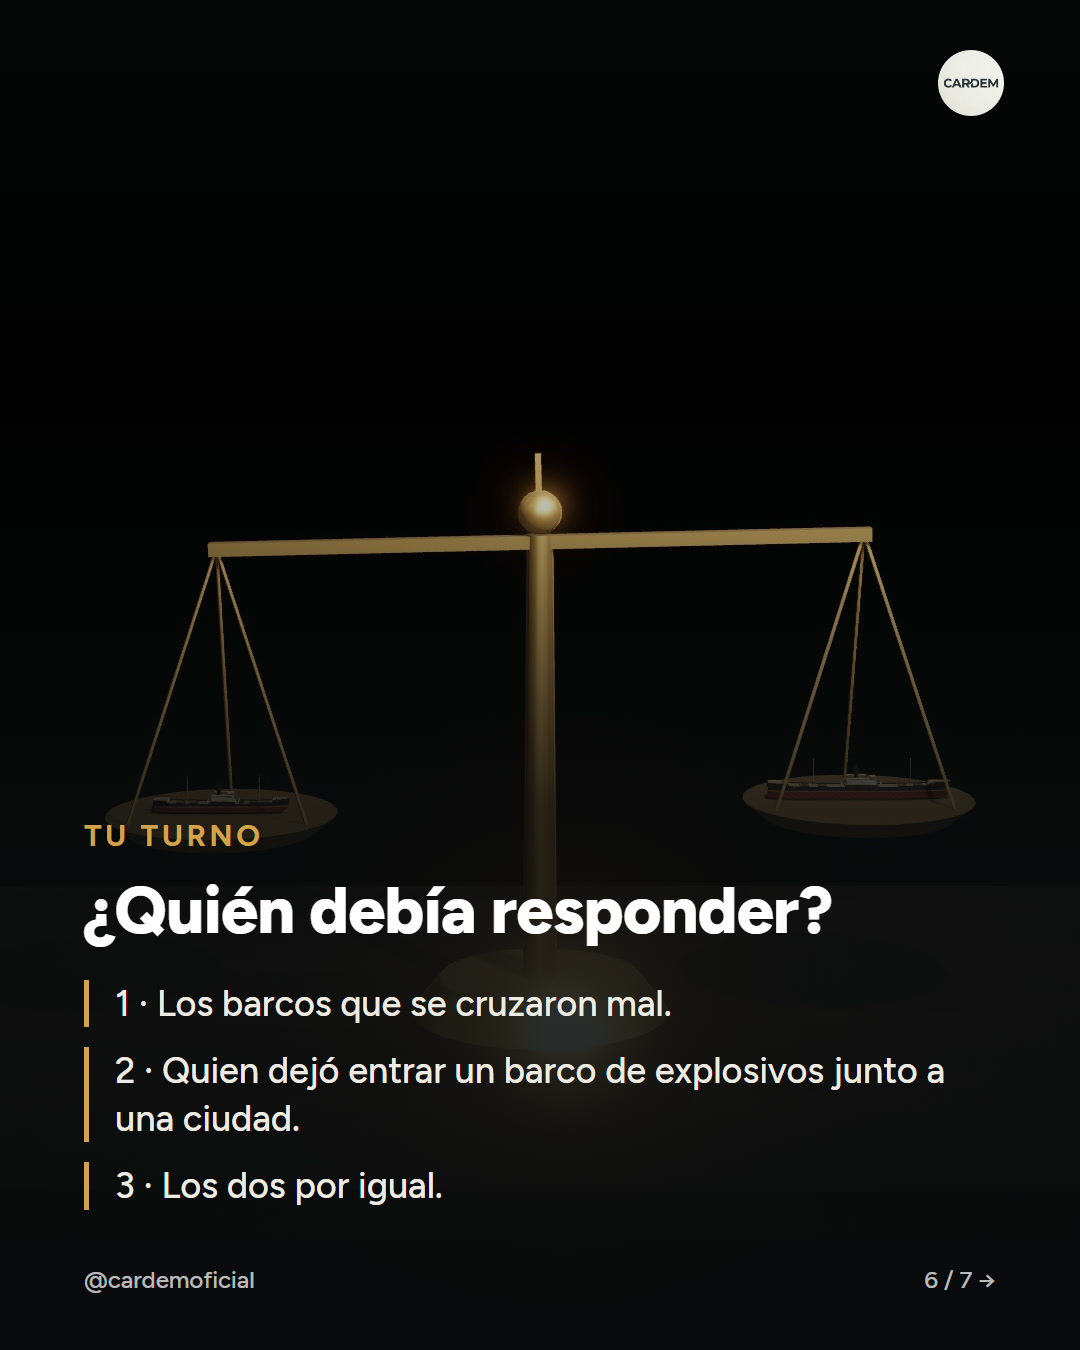 CARDEM
TU TURNO
¿Quién debía responder?
1 · Los barcos que se cruzaron mal.
2 · Quien dejó entrar un barco de explosivos junto a
una ciudad.
3 · Los dos por igual.
@cardemoficial
6 / 7 →